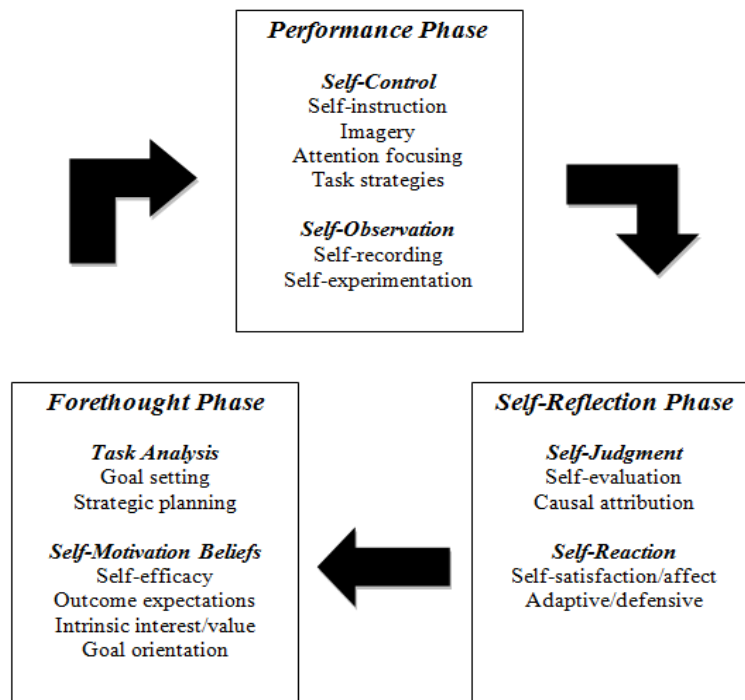 Performance Phase
Self-Control
Self-instruction
Imagery
Attention focusing
Task strategies
Self-Observation
Self-recording
Self-experimentation
Forethought Phase
Task Analysis
Goal setting
Strategic planning
Self-Motivation Beliefs
Self-efficacy
Outcome expectations
Intrinsic interest/value
Goal orientation
Self-Reflection Phase
Self-Judgment
Self-evaluation
Causal attribution
Self-Reaction
Self-satisfaction/affect
Adaptive/defensive